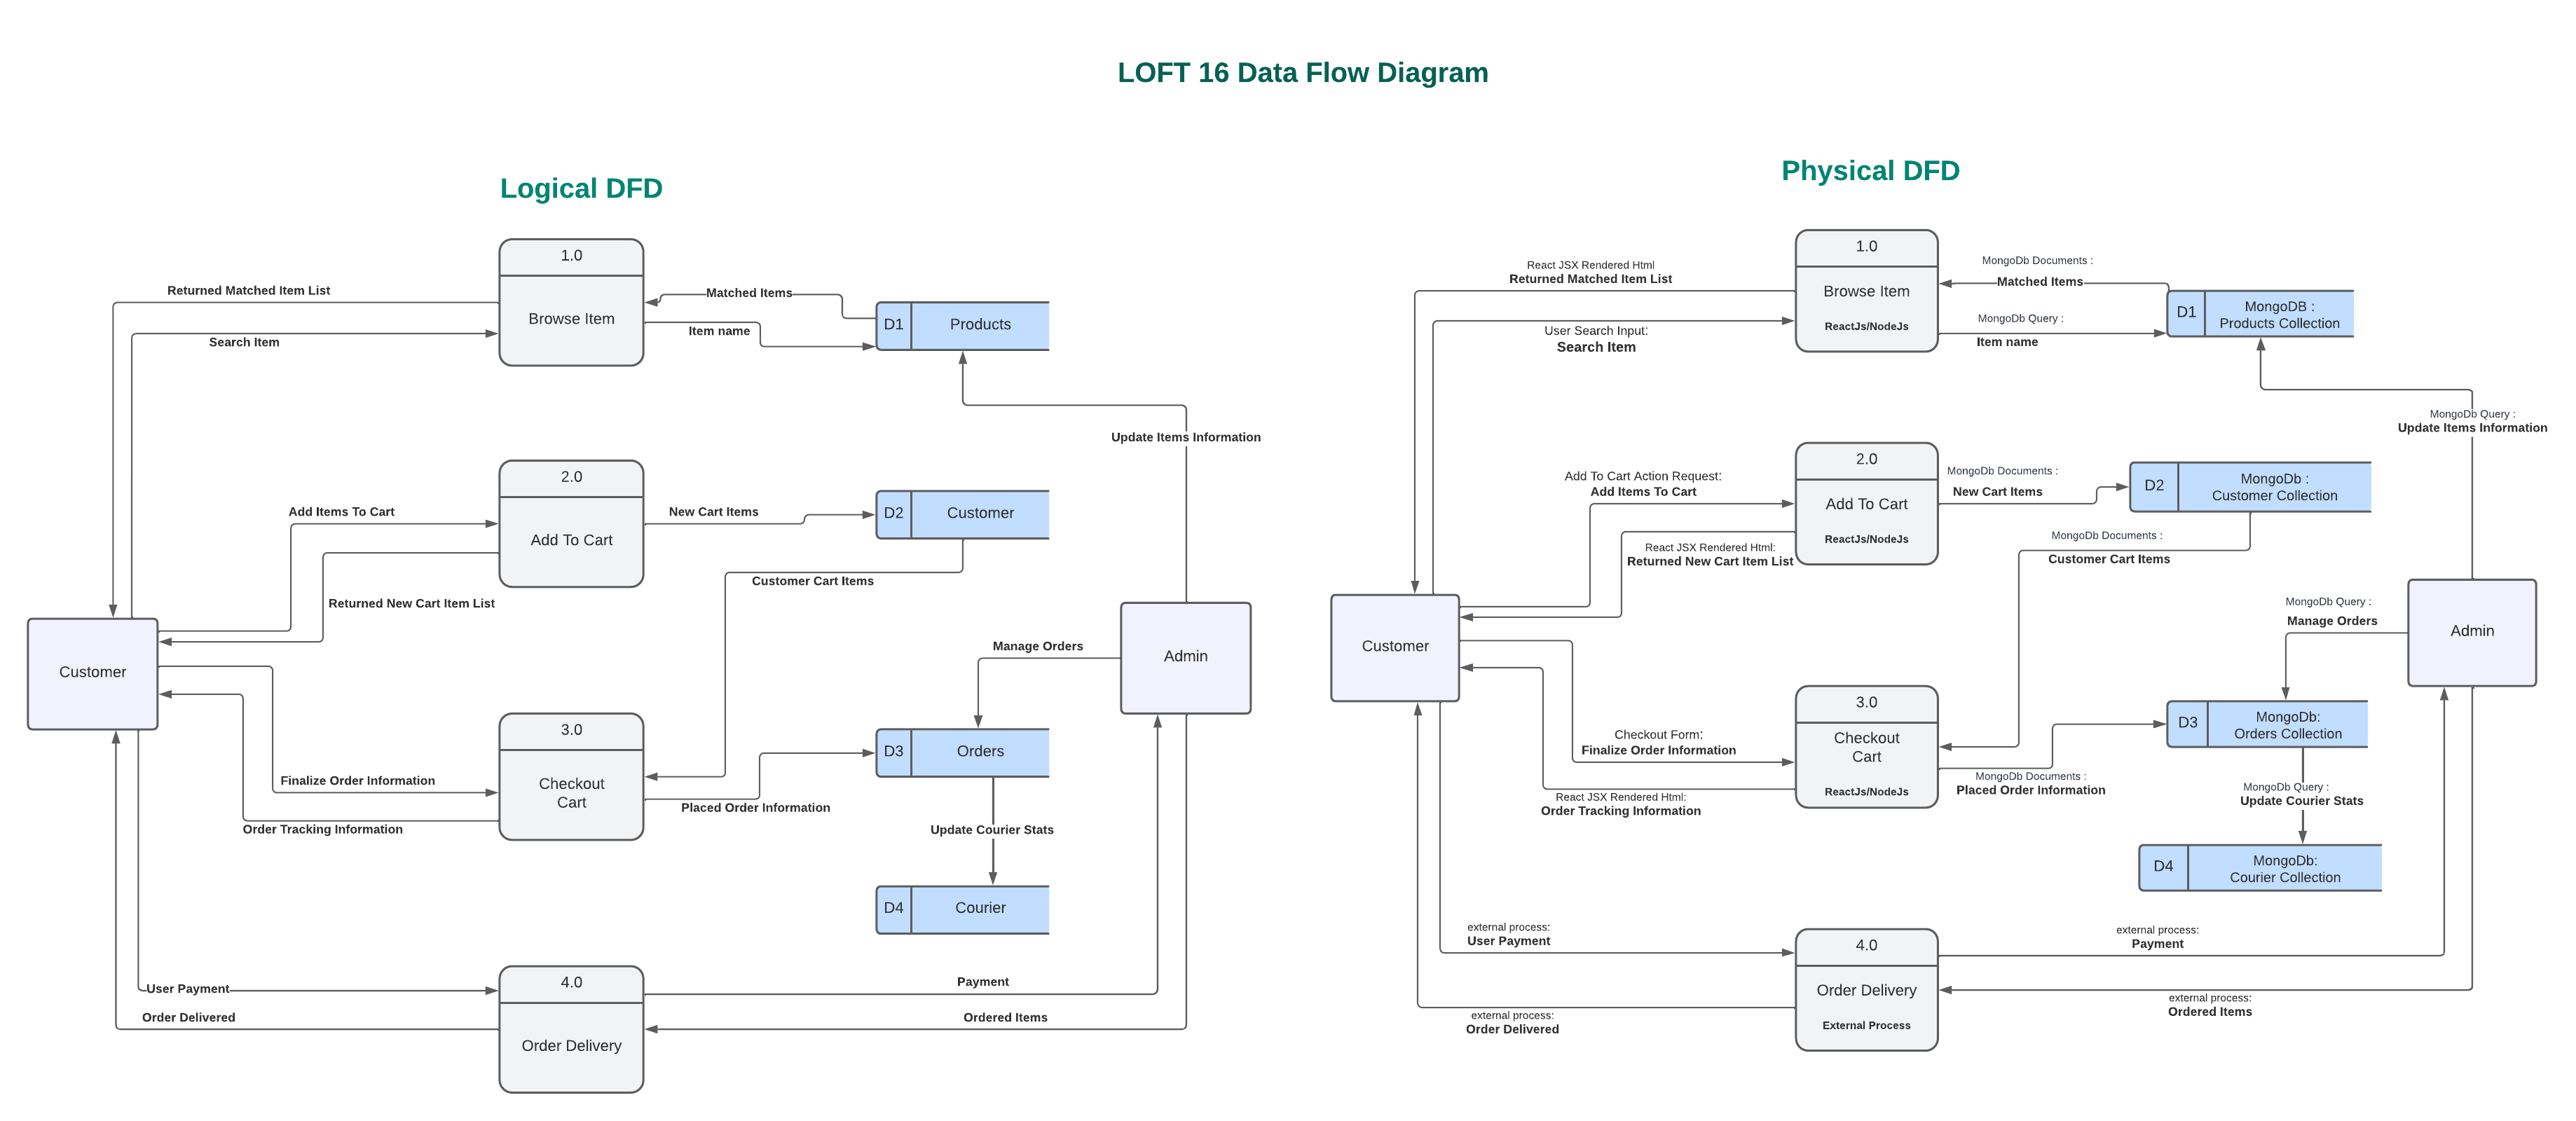 LOFT 16 Data Flow Diagram
Logical DFD
1.0
Browse Item
Returned Matched Item List
Search Item
Matched Items
Item name
D1
Products
Update Items Information
2.0
Add To Cart
Add Items To Cart
Returned New Cart Item List
New Cart Items
D2
Customer
Customer Cart Items
Customer
Admin
Manage Orders
3.0
Checkout
Cart
Finalize Order Information
Order Tracking Information
Placed Order Information
D3
Orders
Update Courier Stats
D4
Courier
4.0
Order Delivery
User Payment
Order Delivered
Payment
Ordered Items
Physical DFD
1.0
Browse Item
ReactJs/NodeJs
React JSX Rendered Html
Returned Matched Item List
User Search Input:
Search Item
MongoDb Documents :
Matched Items
MongoDb Query :
Item name
D1
MongoDB :
Products Collection
MongoDb Query :
Update Items Information
2.0
Add To Cart
ReactJs/NodeJs
Add To Cart Action Request:
Add Items To Cart
React JSX Rendered Html:
Returned New Cart Item List
MongoDb Documents :
New Cart Items
D2
MongoDb :
Customer Collection
MongoDb Documents :
Customer Cart Items
Customer
Admin
MongoDb Query :
Manage Orders
3.0
Checkout
Cart
ReactJs/NodeJs
Checkout Form:
Finalize Order Information
React JSX Rendered Html:
Order Tracking Information
MongoDb Documents :
Placed Order Information
D3
MongoDb:
Orders Collection
MongoDb Query :
Update Courier Stats
D4
MongoDb:
Courier Collection
4.0
Order Delivery
External Process
external process:
User Payment
external process:
Order Delivered
external process:
Payment
external process:
Ordered Items